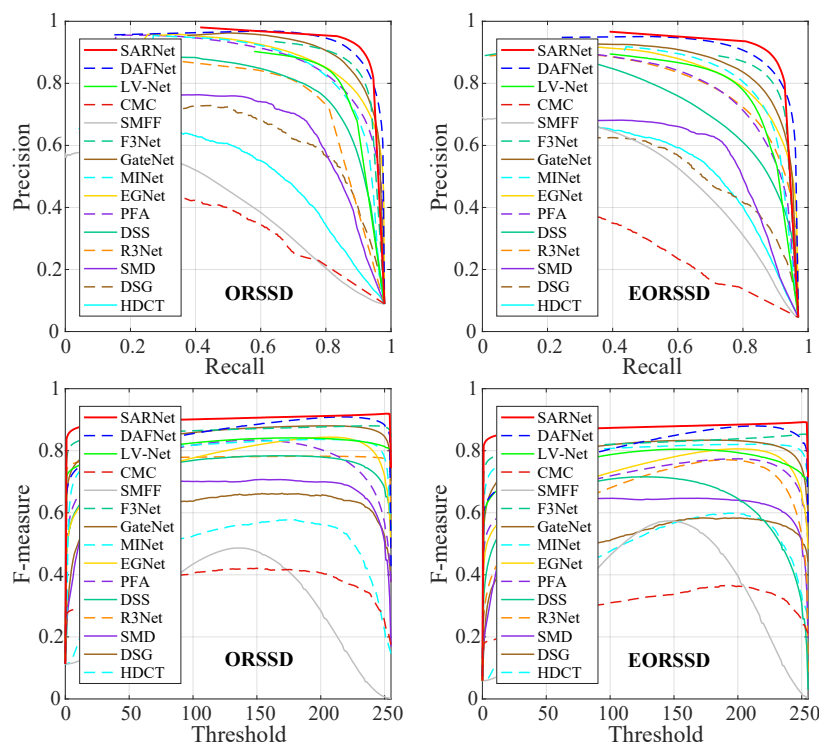 1
0.8
0.6
0.4
0.2
0
Precision
SARNet
DAFNet
LV-Net
CMC
SMFF
F3Net
GateNet
MINet
EGNet
PFA
DSS
R3Net
SMD
DSG
HDCT
ORSSD
0 0.4 0.6 0.8 1
Recall
1
0.8
0.6
0.4
0.2
0
Precision
SARNet
DAFNet
LV-Net
CMC
SMFF
F3Net
GateNet
MINet
EGNet
PFA
DSS
R3Net
SMD
DSG
HDCT
EORSSD
0 0.4 0.6 0.8 1
Recall
1
0.8
0.6
0.4
0.2
0
F-measure
SARNet
DAFNet
LV-Net
CMC
SMFF
F3Net
GateNet
MINet
EGNet
PFA
DSS
R3Net
SMD
DSG
HDCT
ORSSD
0 50 100 150 200 250
Threshold
1
0.8
0.6
0.4
0.2
0
F-measure
SARNet
DAFNet
LV-Net
CMC
SMFF
F3Net
GateNet
MINet
EGNet
PFA
DSS
R3Net
SMD
DSG
HDCT
EORSSD
0 50 100 150 200 250
Threshold